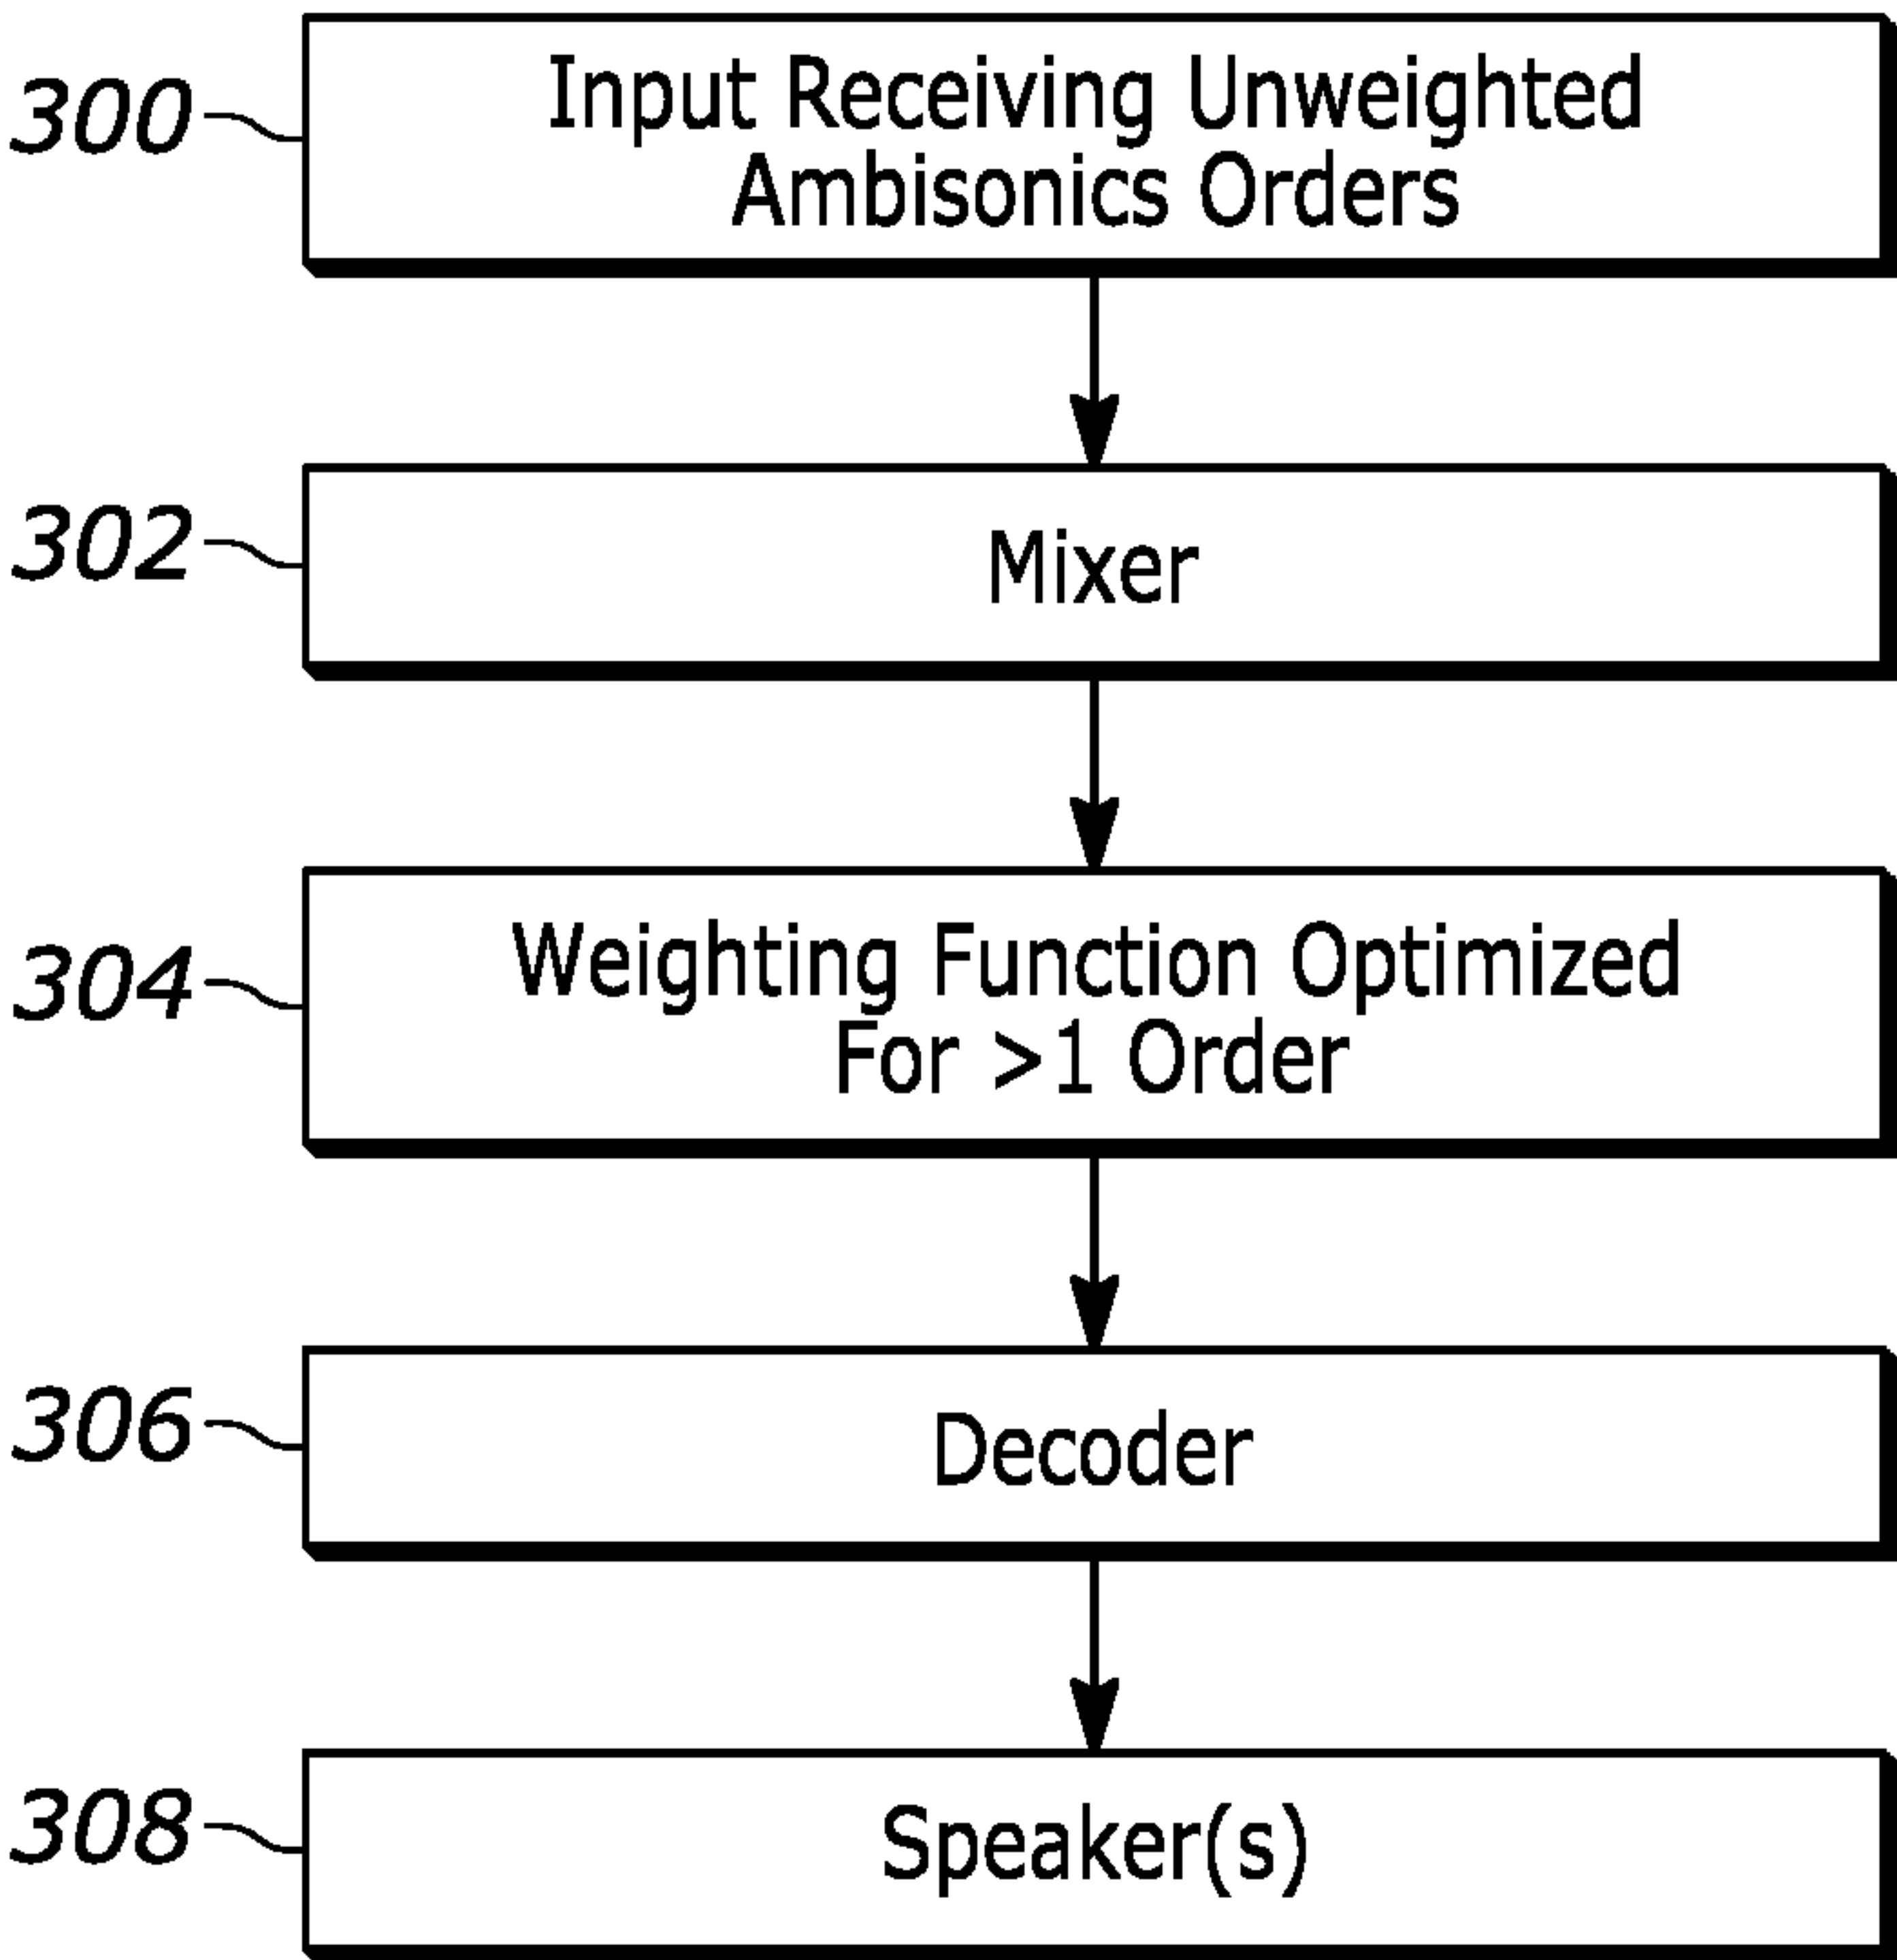 300
Input Receiving Unweighted
Ambisonics Orders
302
Mixer
304
Weighting Function Optimized
For >1 Order
306
Decoder
308
Speaker(s)